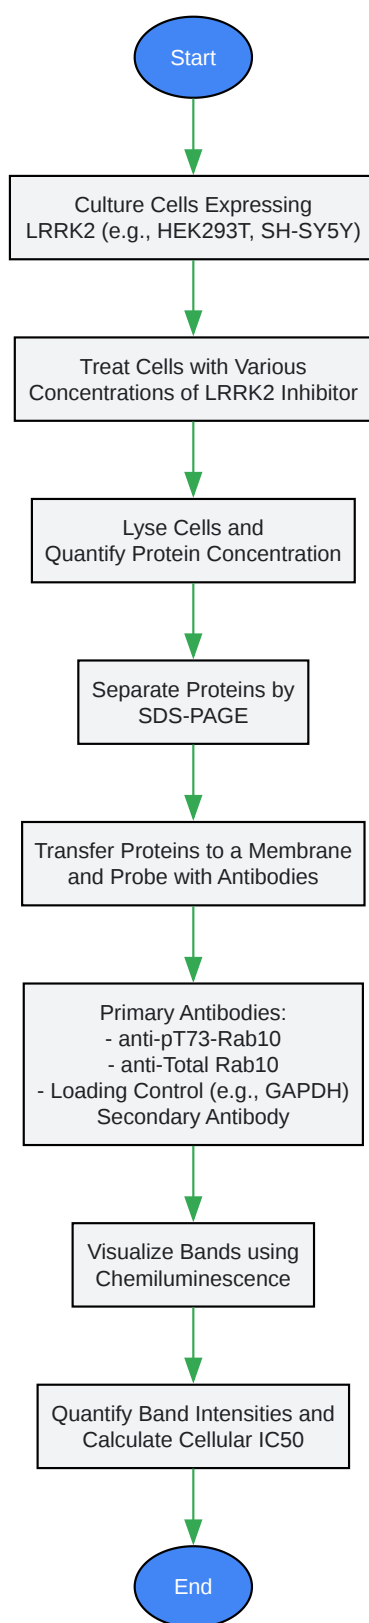 Start
Culture Cells Expressing
LRRK2 (e.g., HEK293T, SH-SY5Y)
Treat Cells with Various
Concentrations of LRRK2 Inhibitor
Lyse Cells and
Quantify Protein Concentration
Separate Proteins by
SDS-PAGE
Transfer Proteins to a Membrane
and Probe with Antibodies
Primary Antibodies:
- anti-pT73-Rab10
- anti-Total Rab10
- Loading Control (e.g., GAPDH)
Secondary Antibody
Visualize Bands using
Chemiluminescence
Quantify Band Intensities and
Calculate Cellular IC50
End